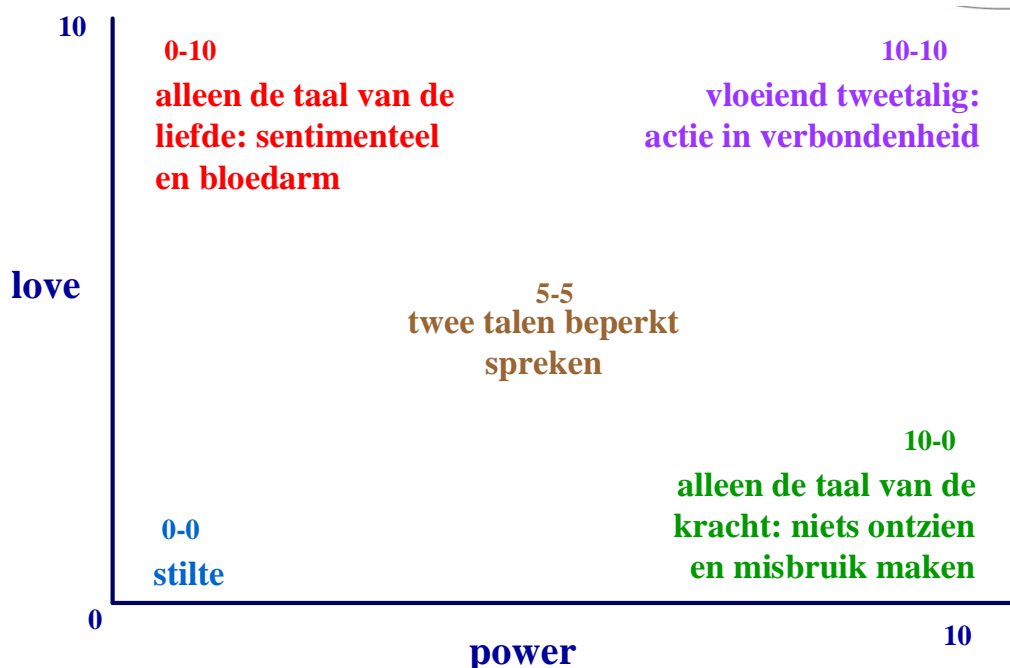 10
0-10
alleen de taal van de
liefde: sentimenteel
en bloedarm
10-10
vloeiend tweetalig:
actie in verbondenheid
love
5-5
twee talen beperkt
spreken
10-0
alleen de taal van de
kracht: niets ontzien
en misbruik maken
0-0
stilte
0
power
10